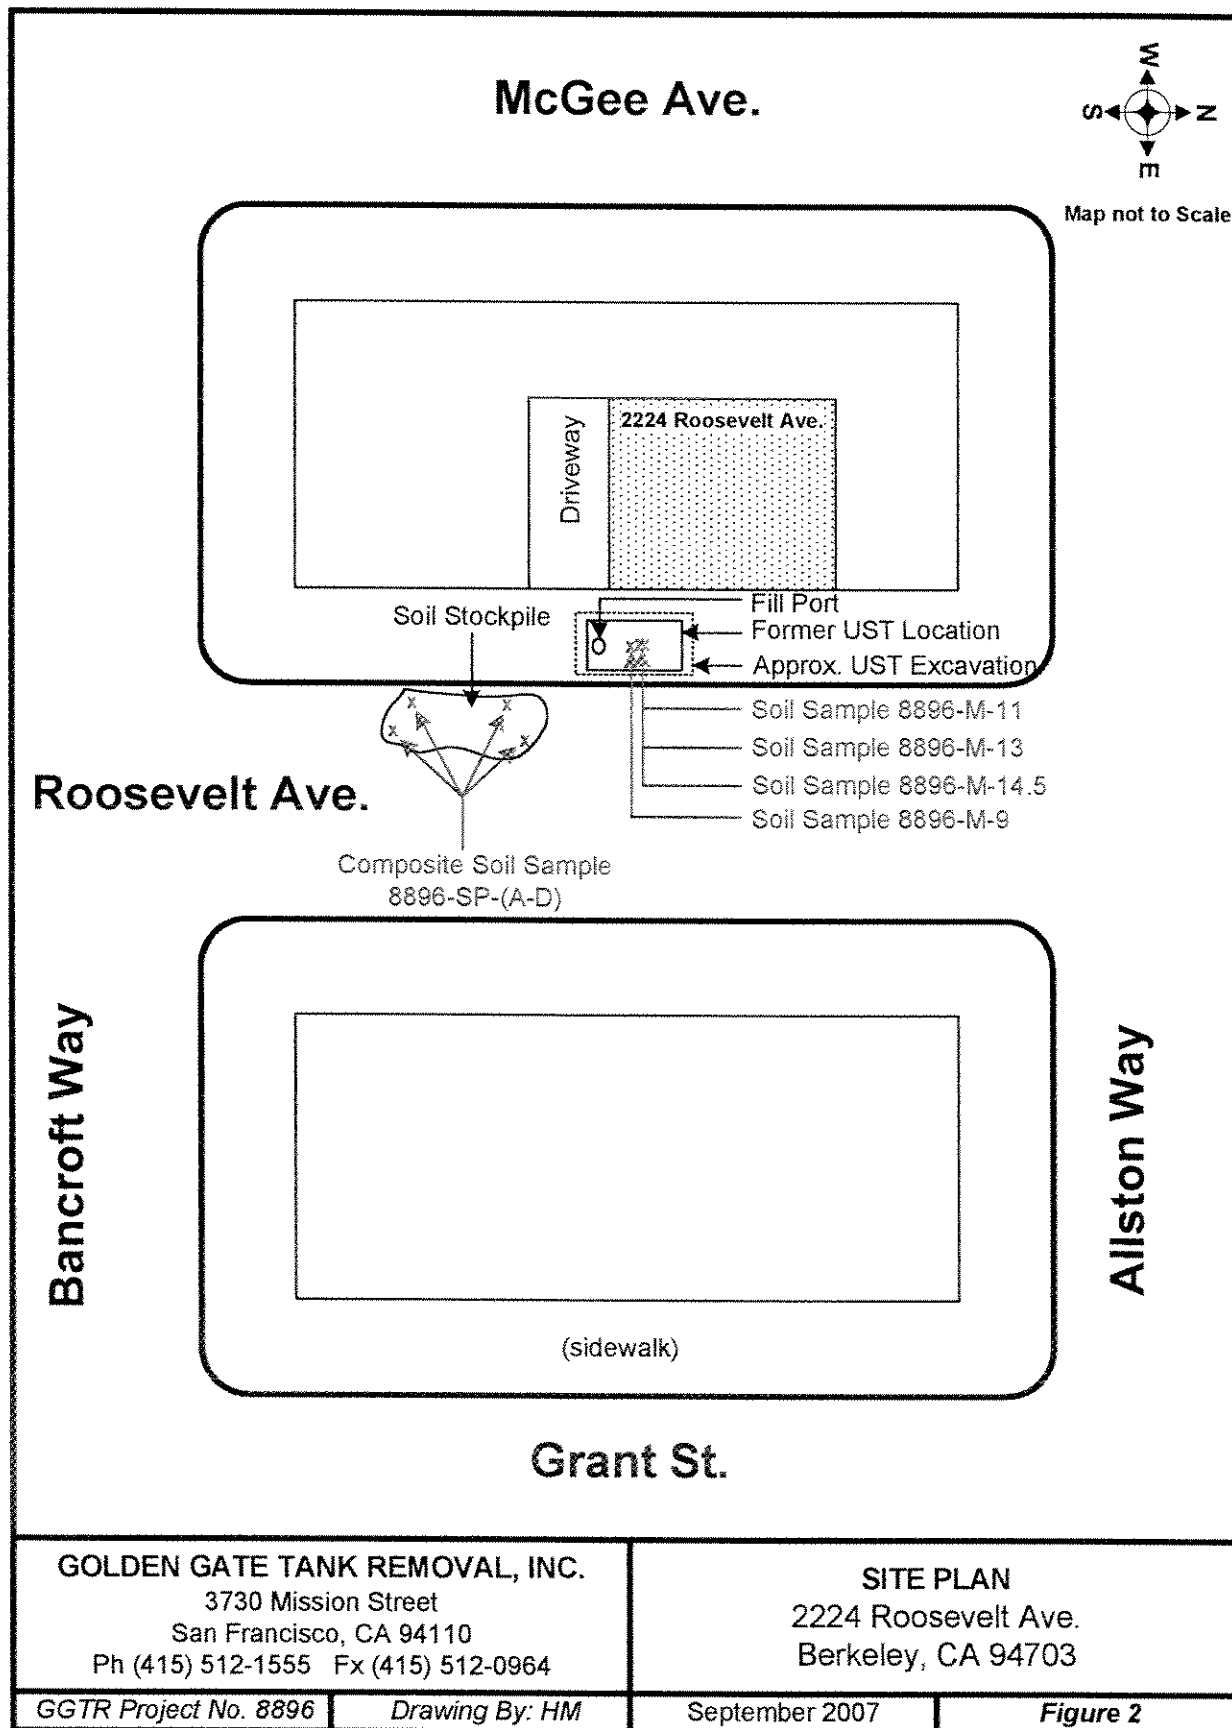 McGee Ave.
W
S
N
E
Map not to Scale
Driveway
2224 Roosevelt Ave.
Soil Stockpile
Fill Port
Former UST Location
Approx. UST Excavation
x
x
x
x
Soil Sample 8896-M-11
Soil Sample 8896-M-13
Soil Sample 8896-M-14.5
Soil Sample 8896-M-9
Roosevelt Ave.
Composite Soil Sample
8896-SP-(A-D)
Bancroft Way
Allston Way
(sidewalk)
Grant St.
GOLDEN GATE TANK REMOVAL, INC.
3730 Mission Street
San Francisco, CA 94110
Ph (415) 512-1555 Fx (415) 512-0964
SITE PLAN
2224 Roosevelt Ave.
Berkeley, CA 94703
GGTR Project No. 8896
Drawing By: HM
September 2007
Figure 2